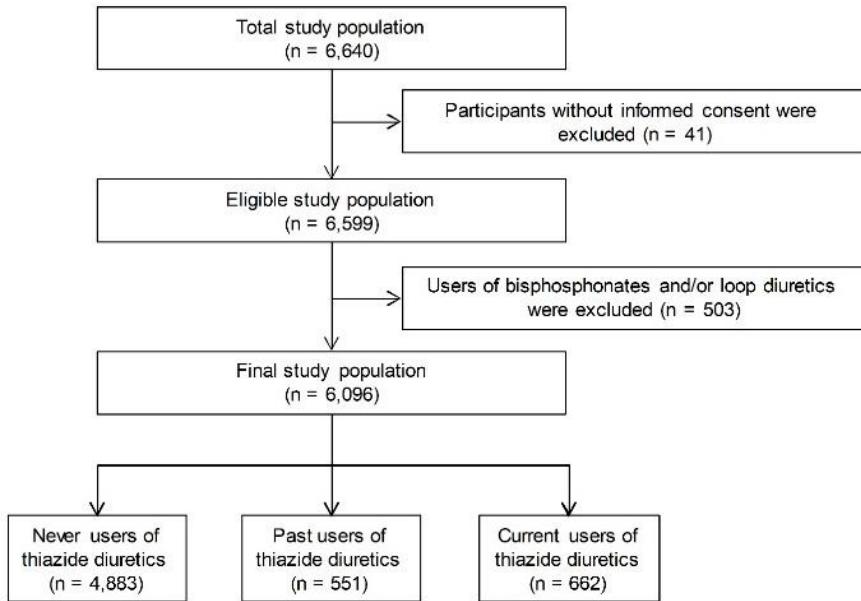 Total study population
(n = 6,640)
Participants without informed consent were
excluded (n = 41)
Eligible study population
(n = 6,599)
Users of bisphosphonates and/or loop diuretics
were excluded (n = 503)
Final study population
(n = 6,096)
Never users of
thiazide diuretics
(n = 4,883)
Past users of
thiazide diuretics
(n = 551)
Current users of
thiazide diuretics
(n = 662)